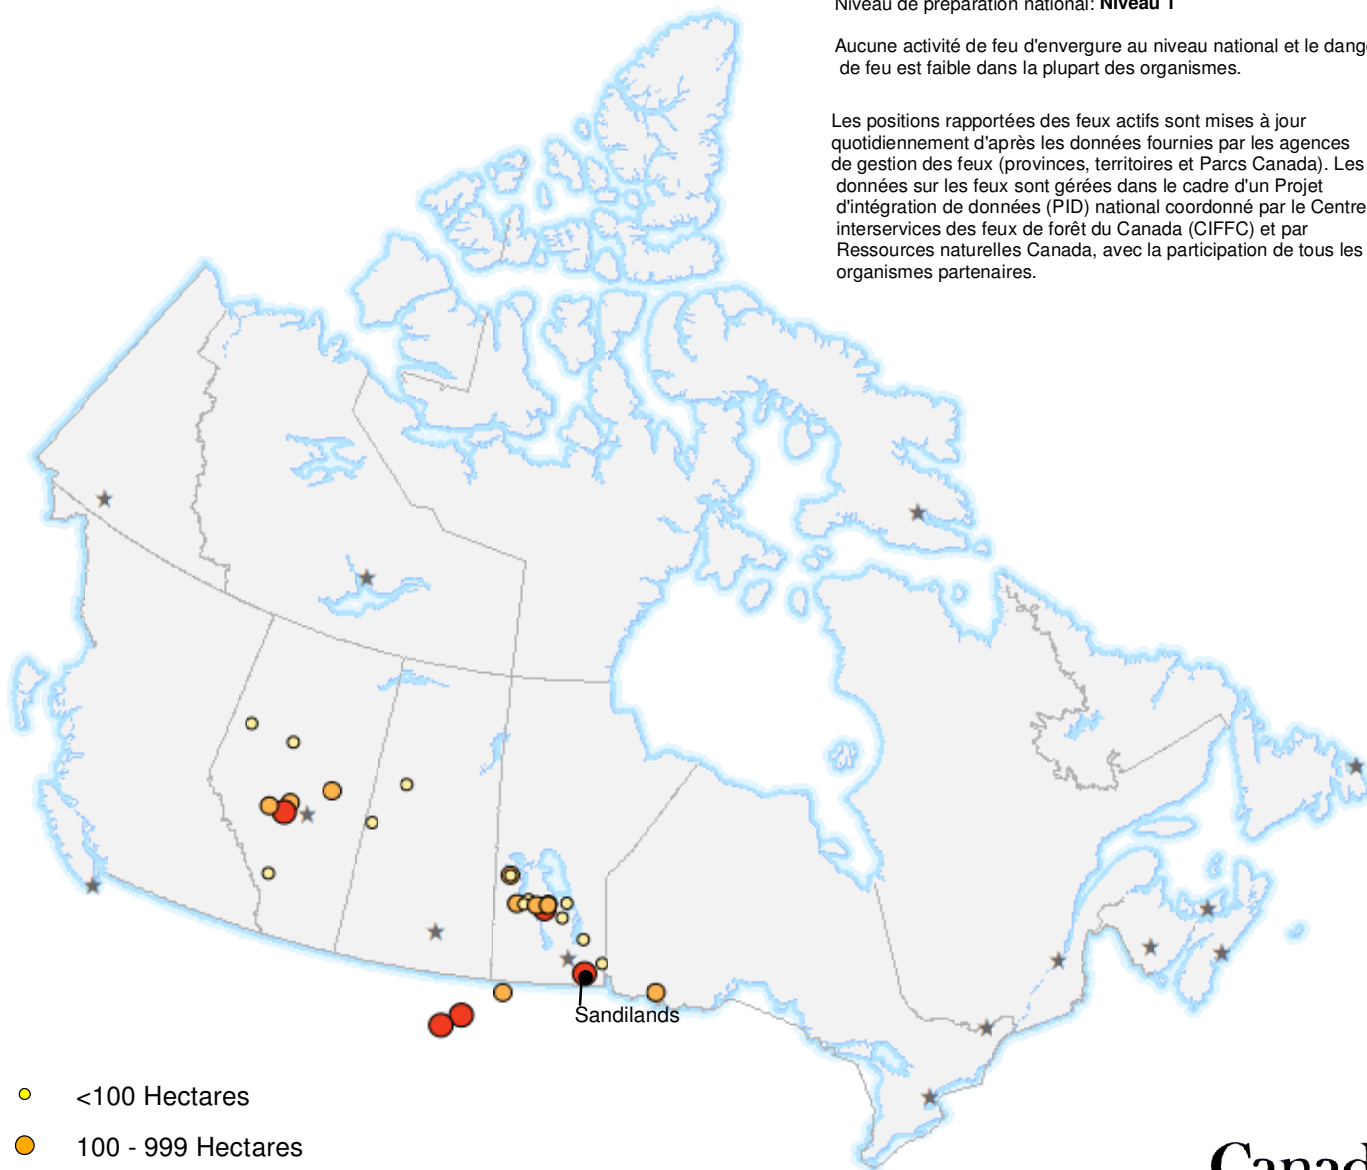 Niveau de préparation national: Niveau 1
Aucune activité de feu d'envergure au niveau national et le dang
de feu est faible dans la plupart des organismes.
Les positions rapportées des feux actifs sont mises à jour
quotidiennement d'après les données fournies par les agences
de gestion des feux (provinces, territoires et Parcs Canada). Les
données sur les feux sont gérées dans le cadre d'un Projet
d'intégration de données (PID) national coordonné par le Centre
interservices des feux de forêt du Canada (CIFFC) et par
Ressources naturelles Canada, avec la participation de tous les
organismes partenaires.
Sandilands
<100 Hectares
100 - 999 Hectares
Canad